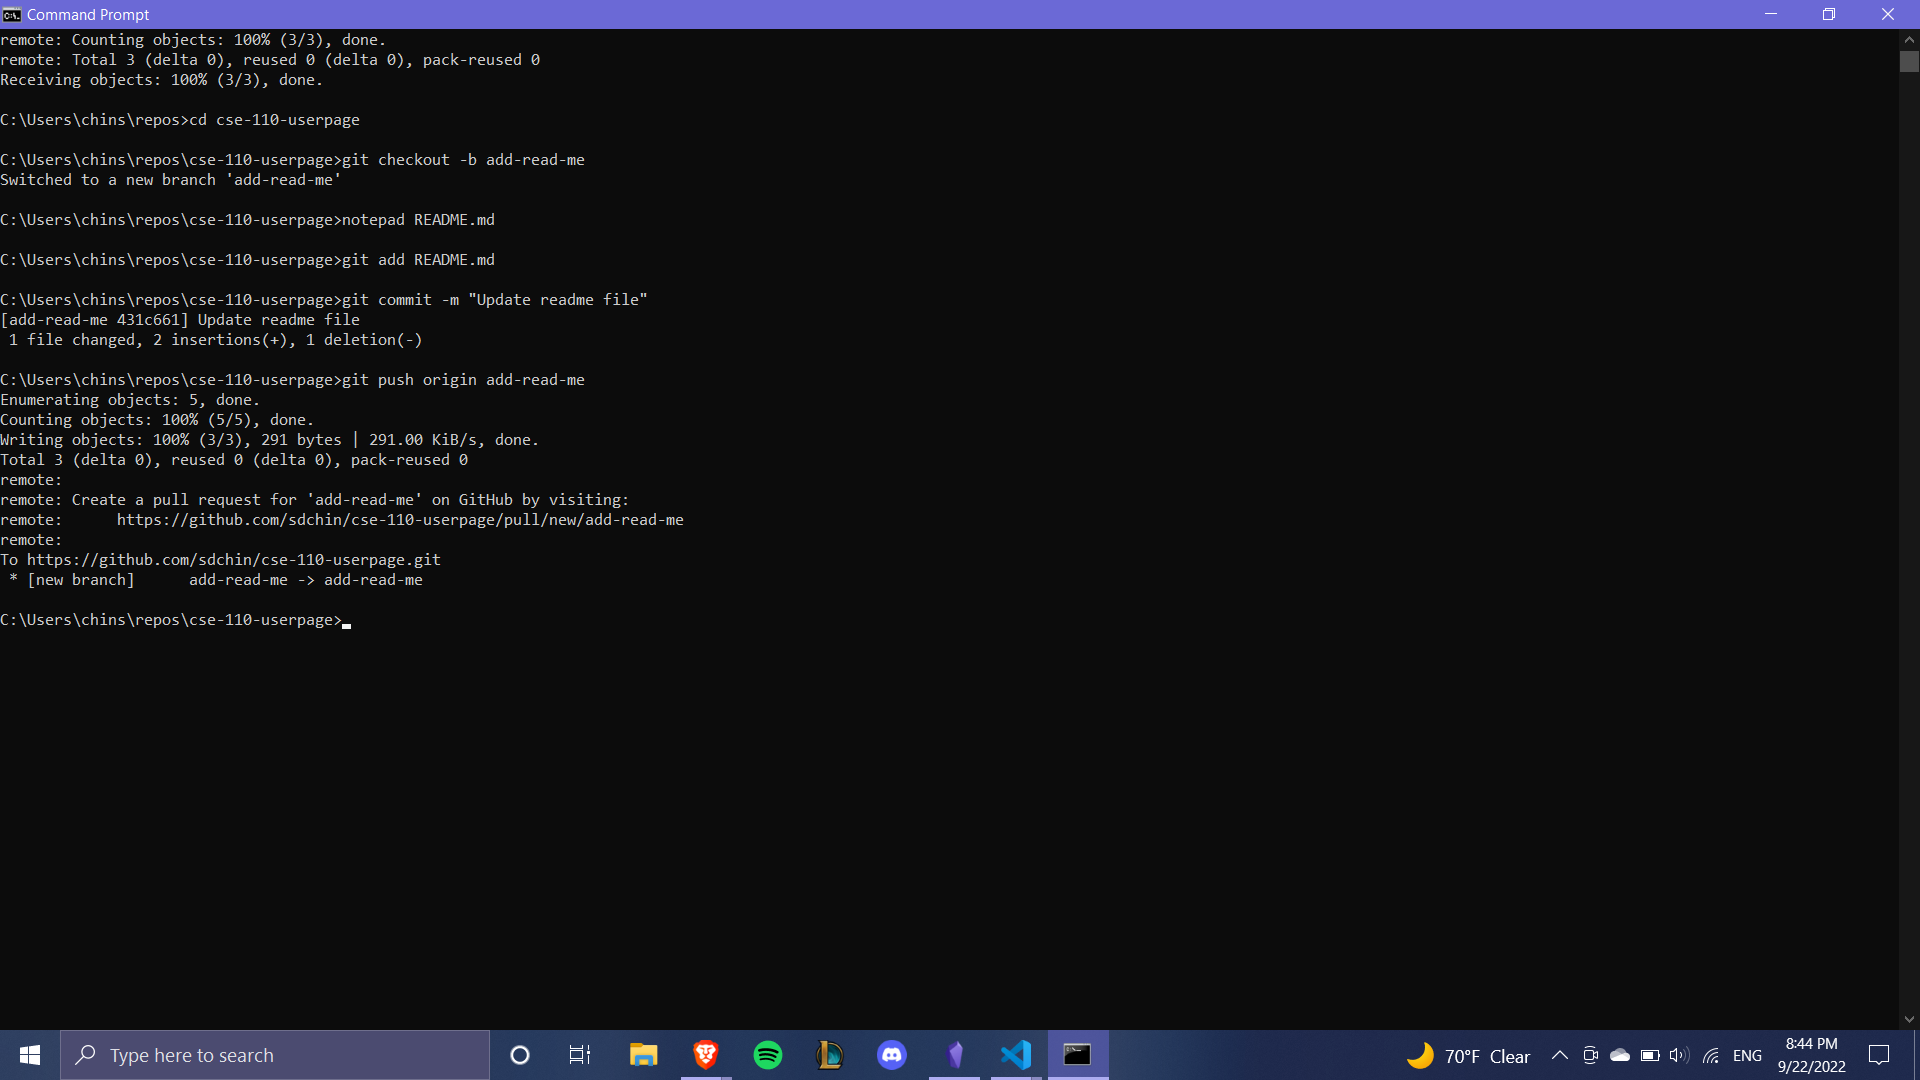 Command Prompt
remote: Counting objects: 100% (3/3), done.
remote: Total 3 (delta 0), reused 0 (delta 0), pack-reused 0
Receiving objects: 100% (3/3), done.
C:\Users\chins\repos>cd cse-110-userpage
C:\Users\chins\repos\cse-110-userpage>git checkout -b add-read-me
Switched to a new branch 'add-read-me'
C:\Users\chins\repos\cse-110-userpage>notepad README.md
C:\Users\chins\repos\cse-110-userpage>git add README.md
C:\Users\chins\repos\cse-110-userpage>git commit -m "Update readme file"
[add-read-me 431c661] Update readme file
 1 file changed, 2 insertions(+), 1 deletion(-)
C:\Users\chins\repos\cse-110-userpage>git push origin add-read-me
Enumerating objects: 5, done.
Counting objects: 100% (5/5), done.
Writing objects: 100% (3/3), 291 bytes | 291.00 KiB/s, done.
Total 3 (delta 0), reused 0 (delta 0), pack-reused 0
remote:
remote: Create a pull request for 'add-read-me' on GitHub by visiting:
remote:      https://github.com/sdchin/cse-110-userpage/pull/new/add-read-me
remote:
To https://github.com/sdchin/cse-110-userpage.git
 * [new branch]      add-read-me -> add-read-me
C:\Users\chins\repos\cse-110-userpage>
Type here to search
70°F Clear
ENG
8:44 PM
9/22/2022